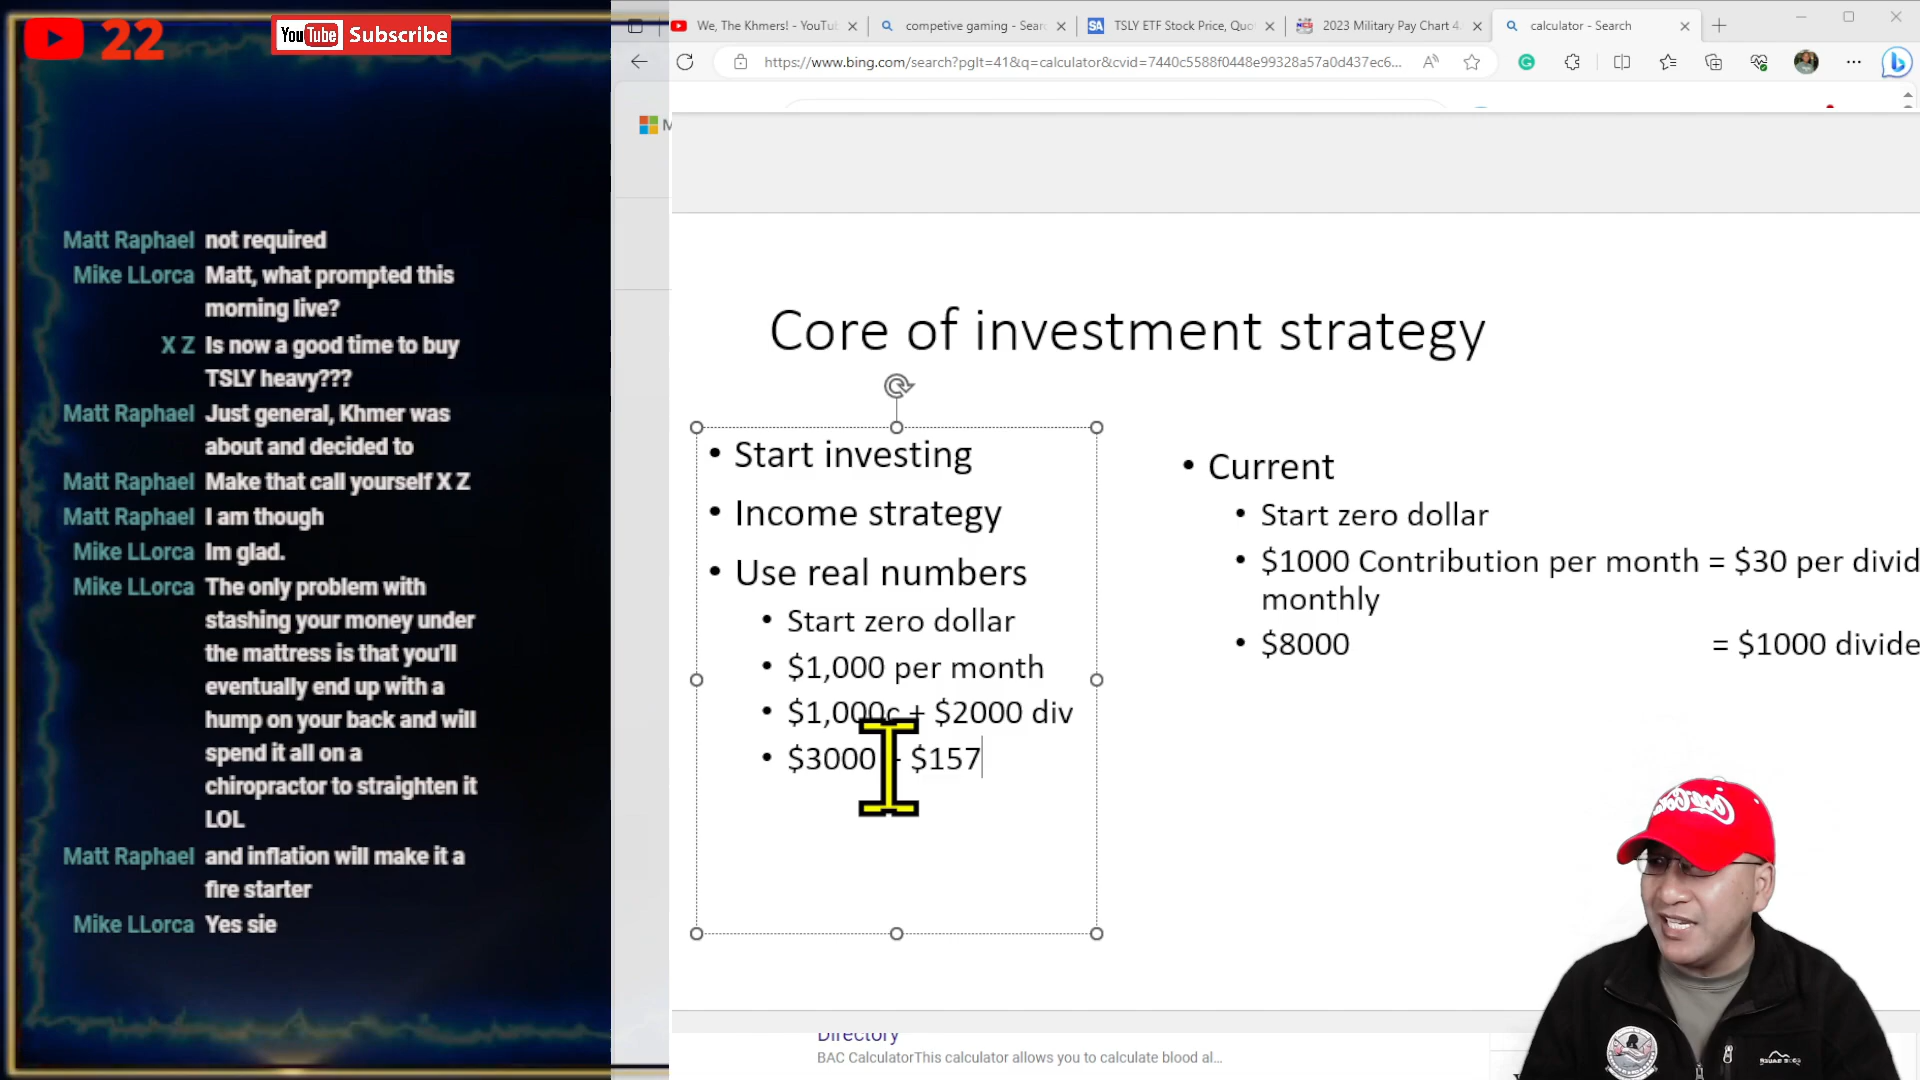 22
YouTube Subscribe
Matt Raphael not required
Mike LLorca Matt, what prompted this
morning live?
X Z Is now a good time to buy
TSLY heavy???
Matt Raphael Just general, Khmer was
about and decided to
Matt Raphael Make that call yourself X Z
Matt Raphael I am though
Mike LLorca Im glad.
Mike LLorca The only problem with
stashing your money under
the mattress is that you'll
eventually end up with a
hump on your back and will
spend it all on a
chiropractor to straighten it
LOL
Matt Raphael and inflation will make it a
fire starter
Mike LLorca Yes sie
We, The Khmers! - YouTu
competive gaming - Sear
SA TSLY ETF Stock Price, Quo
2023 Military Pay Chart 4
calculator - Search
https://www.bing.com/search?pglt=41&q=calculator&cvid=7440c5588f0448e99328a57a0d437ec6...
M
Core of investment strategy
• Start investing
• Income strategy
• Use real numbers
• Start zero dollar
• $1,000 per month
• $1,000c + $2000 div
• $3000 - $157
• Current
• Start zero dollar
• $1000 Contribution per month = $30 per divid
monthly
• $8000 = $1000 divide
Coca-Cola
Directory
BAC CalculatorThis calculator allows you to calculate blood al...